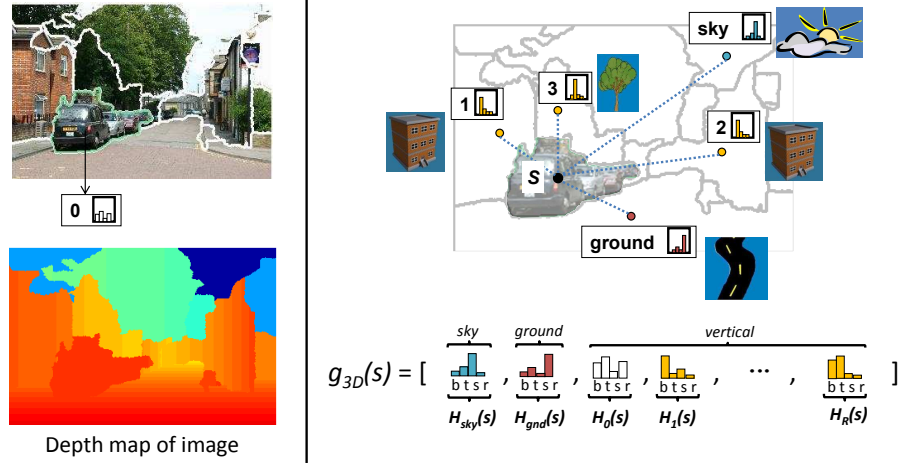 0
Depth map of image
sky
1
3
2
S
ground
sky
ground
vertical
g3D(s) = [ , , , , ··· , ]
b t s r
b t s r
b t s r
b t s r
b t s r
Hsky(s)
Hgnd(s)
H0(s)
H1(s)
HR(s)